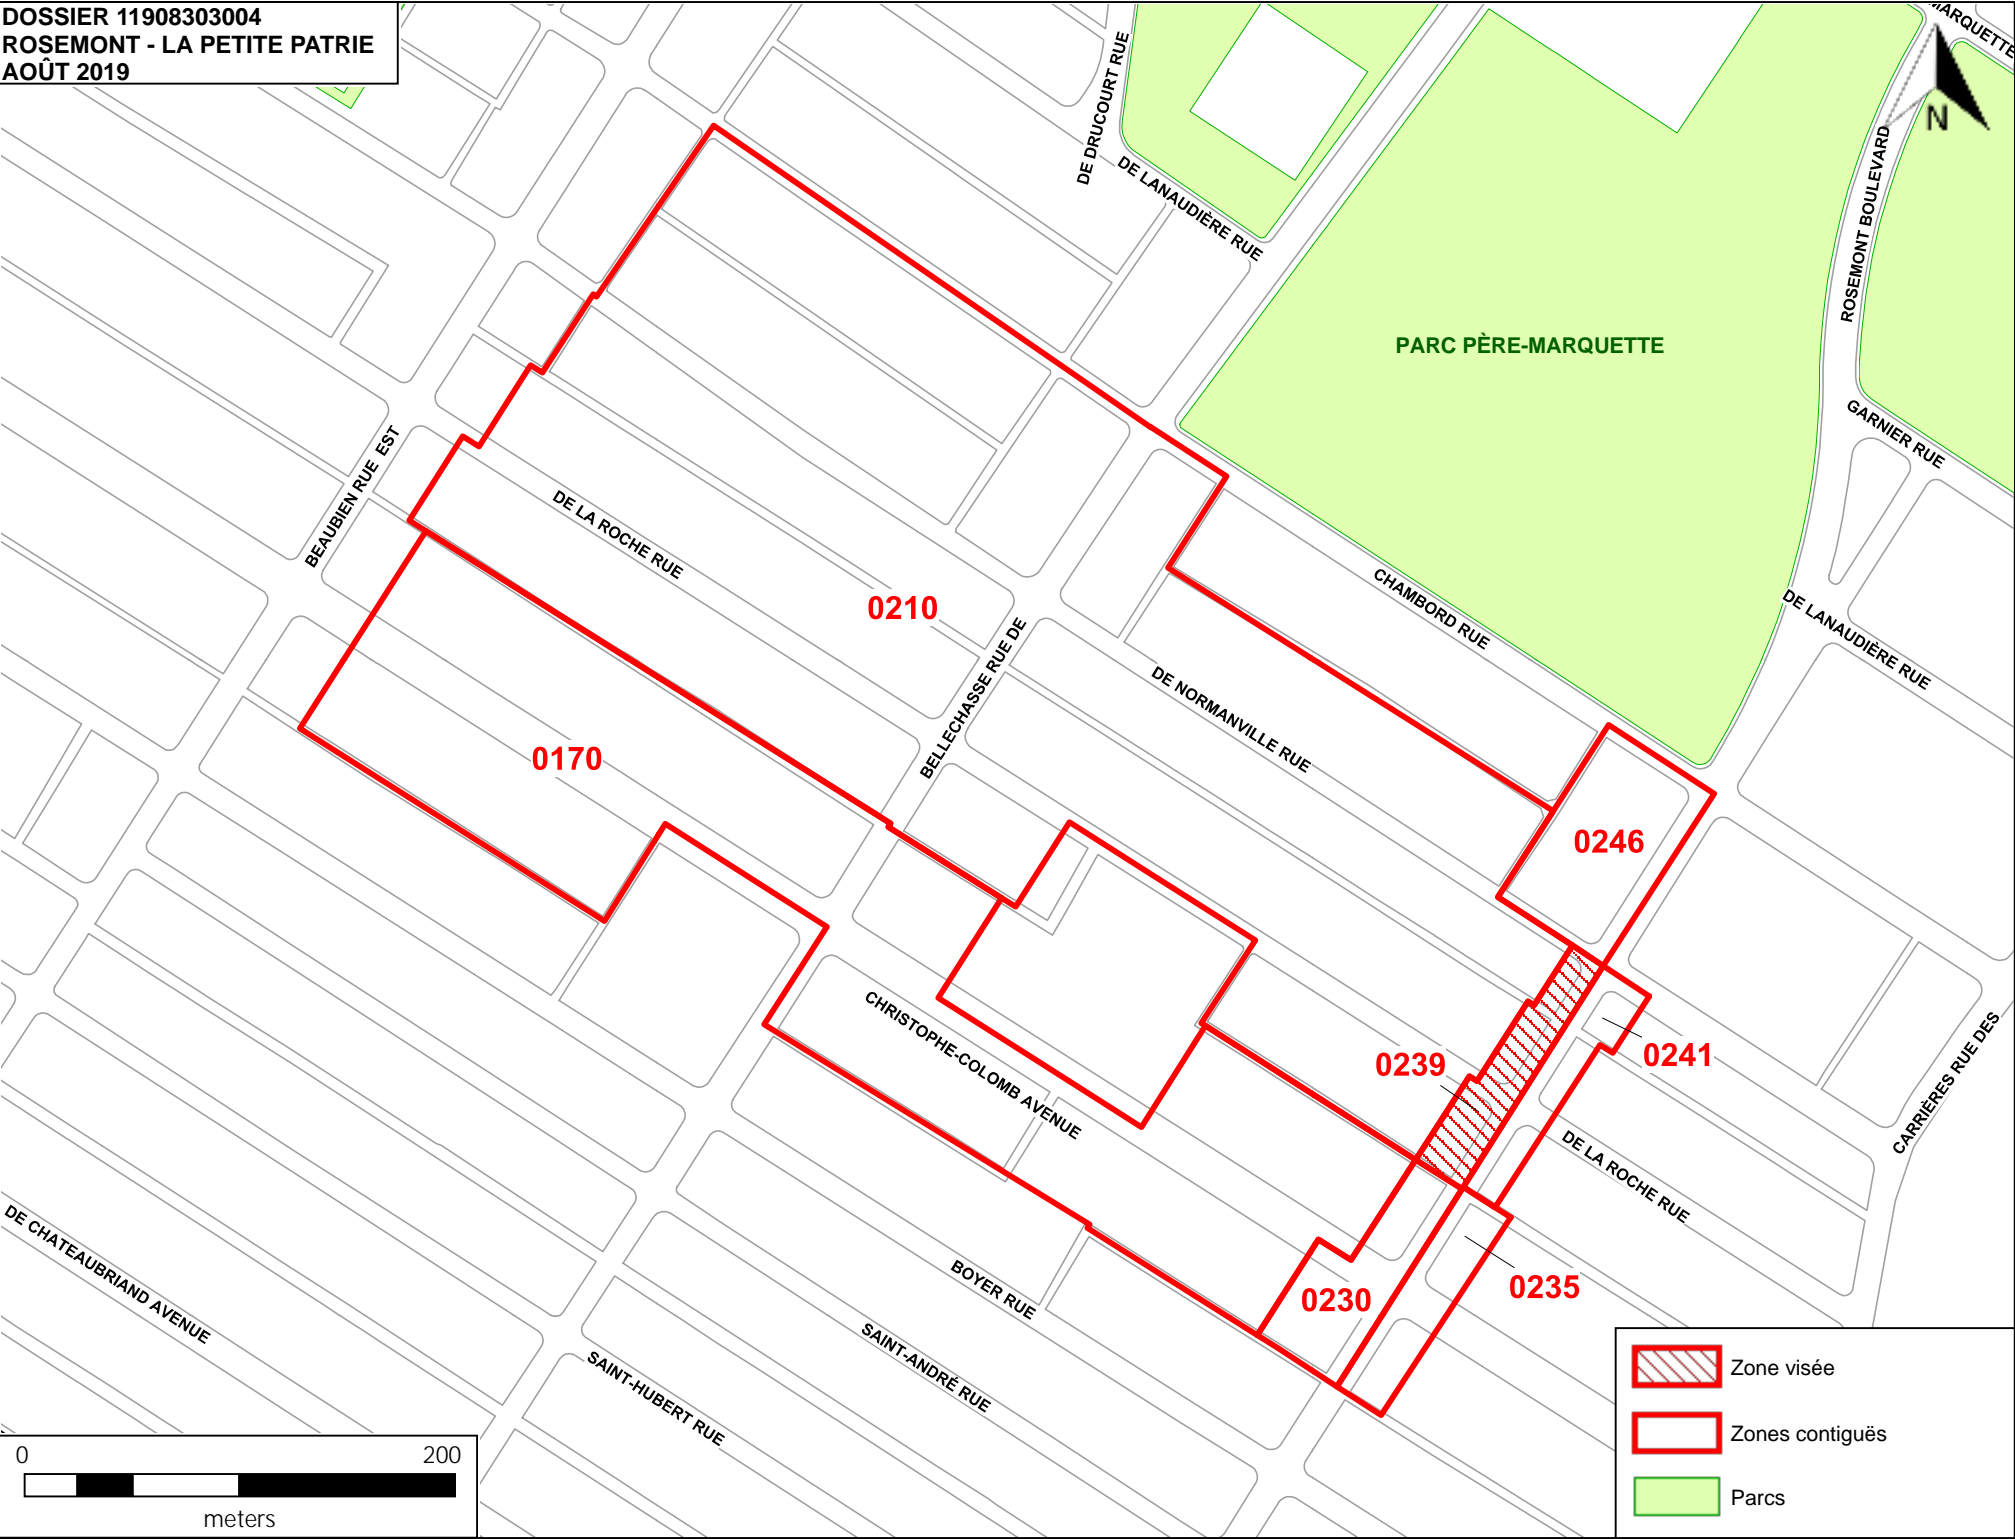 DOSSIER 11908303004
ROSEMONT - LA PETITE PATRIE
AOÛT 2019
MARQUETTE
N
DE DRUCOURT RUE
DE LANAUDIÈRE RUE
ROSEMONT BOULEVARD
PARC PÈRE-MARQUETTE
GARNIER RUE
BEAUBIEN RUE EST
DE LA ROCHE RUE
0210
CHAMBORD RUE
DE LANAUDIÈRE RUE
BELLECHASSE RUE DE
DE NORMANVILLE RUE
0170
0246
CHRISTOPHE-COLOMB AVENUE
0239
0241
CARRIÈRES RUE DES
DE LA ROCHE RUE
DE CHATEAUBRIAND AVENUE
BOYER RUE
0230
0235
SAINT-ANDRÉ RUE
SAINT-HUBERT RUE
Zone visée
Zones contiguës
Parcs
0 200
meters